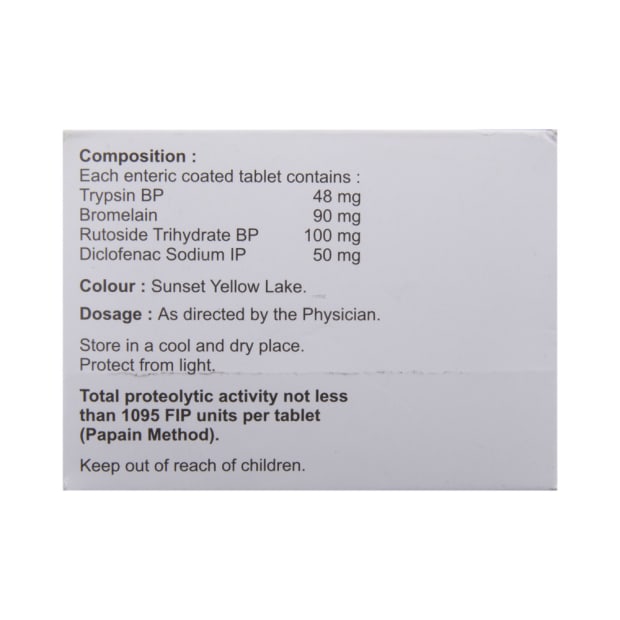 Composition :
Each enteric coated tablet contains :
Trypsin BP 48 mg
Bromelain 90 mg
Rutoside Trihydrate BP 100 mg
Diclofenac Sodium IP 50 mg
Colour : Sunset Yellow Lake.
Dosage : As directed by the Physician.
Store in a cool and dry place.
Protect from light.
Total proteolytic activity not less
than 1095 FIP units per tablet
(Papain Method).
Keep out of reach of children.